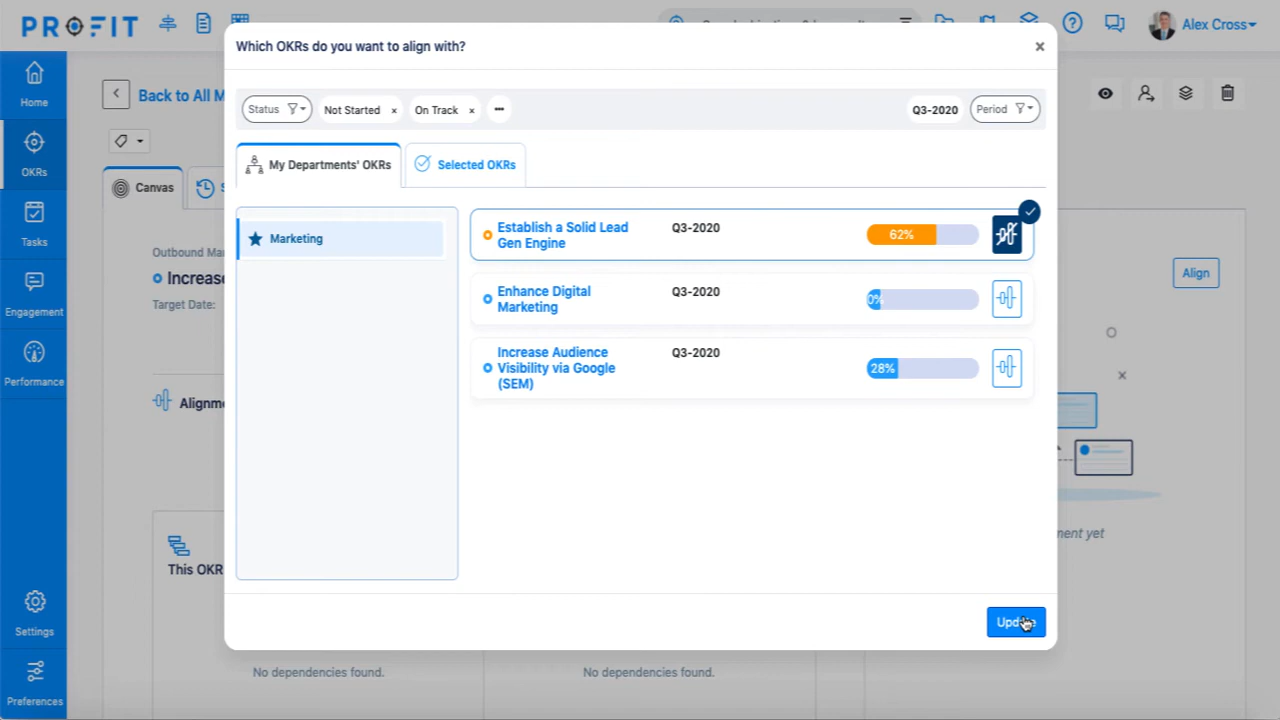 PROFIT
Alex Cross
Which OKRs do you want to align with?
×
Home
OKRs
Tasks
Engagement
Performance
Settings
Preferences
Back to All M
Status
Not Started ×
On Track ×
•••
Q3-2020
Period
My Departments' OKRs
Selected OKRs
Canvas
Marketing
Establish a Solid Lead
Gen Engine
Q3-2020
62%
Enhance Digital
Marketing
Q3-2020
0%
Increase Audience
Visibility via Google
(SEM)
Q3-2020
28%
Outbound Ma
Increase
Target Date:
Alignme
Align
nent yet
This OKR
Update
No dependencies found.
No dependencies found.